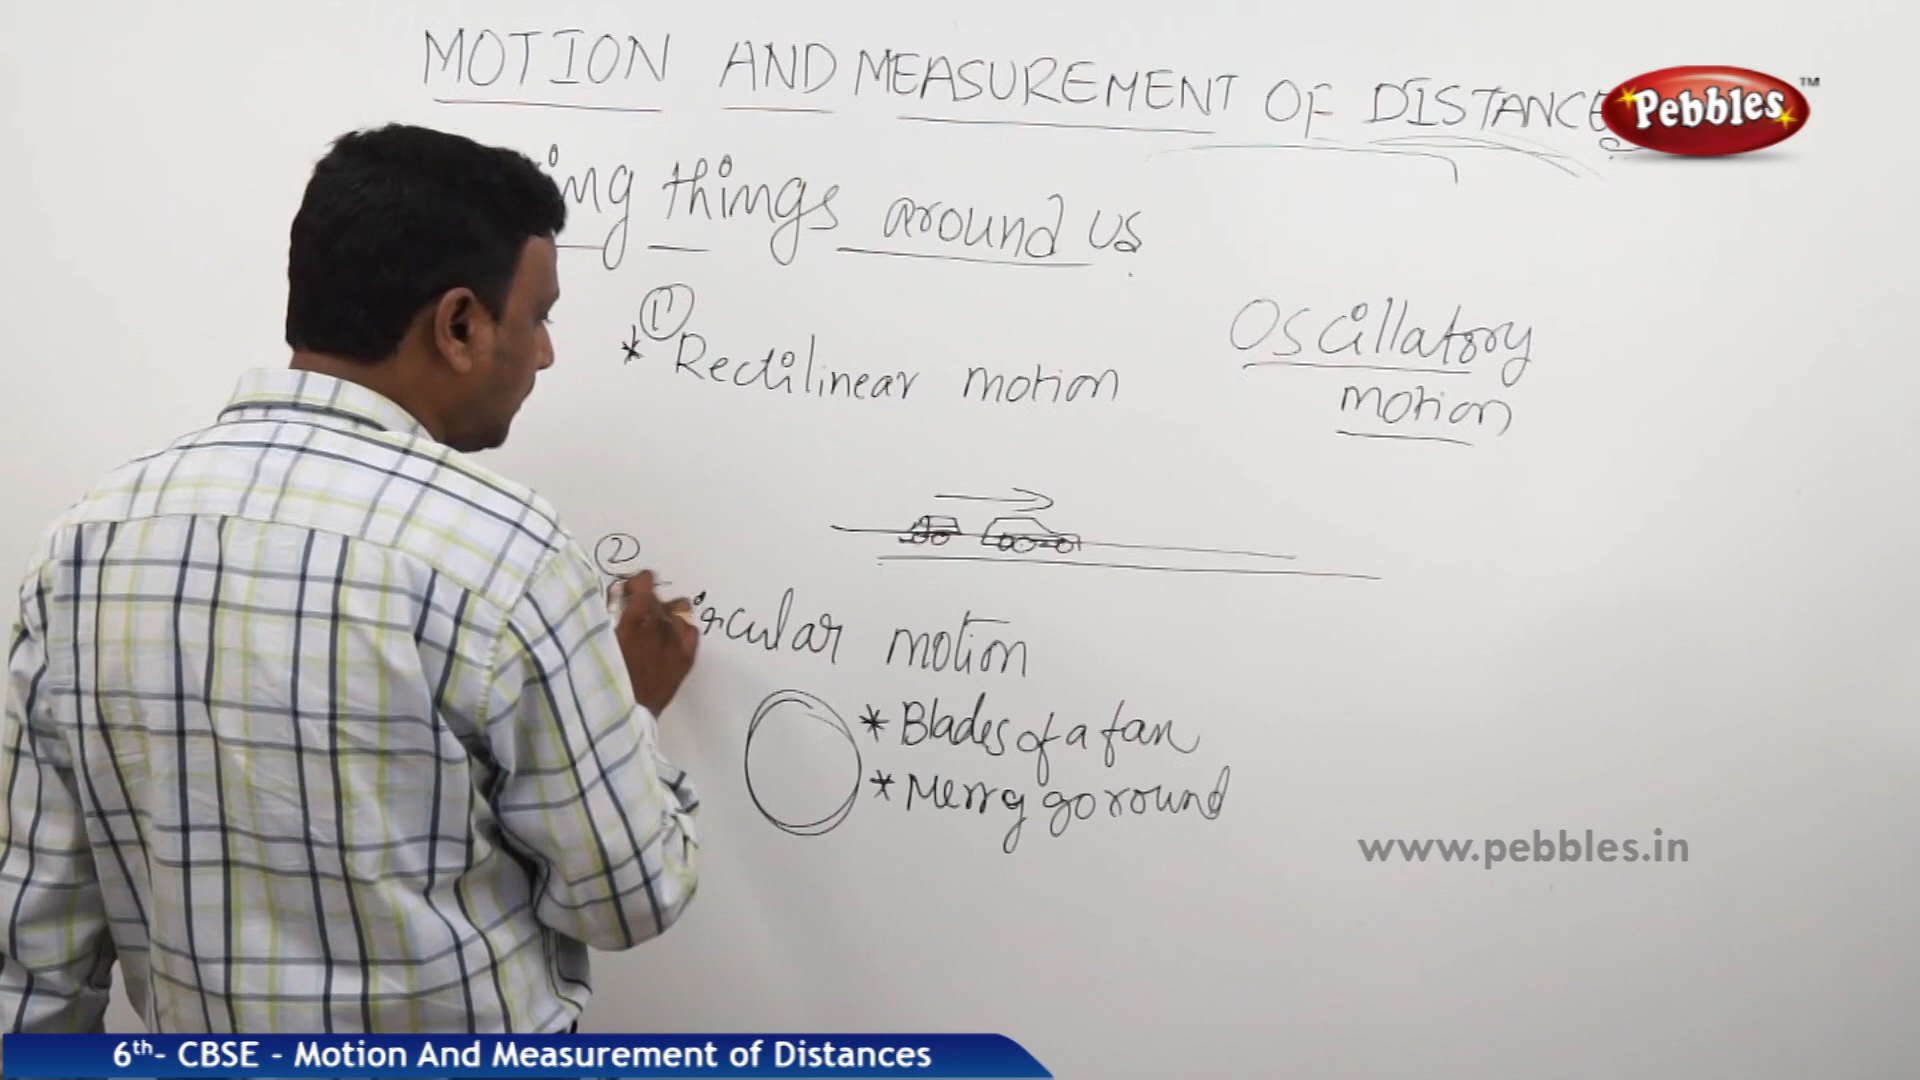 MOTION AND MEASUREMENT OF DISTANCES
Pebbles™
things around us
①
* Rectilinear motion
Oscillatory
motion
②
motion
* Blades of a fan
* Merry go round
www.pebbles.in
6th- CBSE - Motion And Measurement of Distances